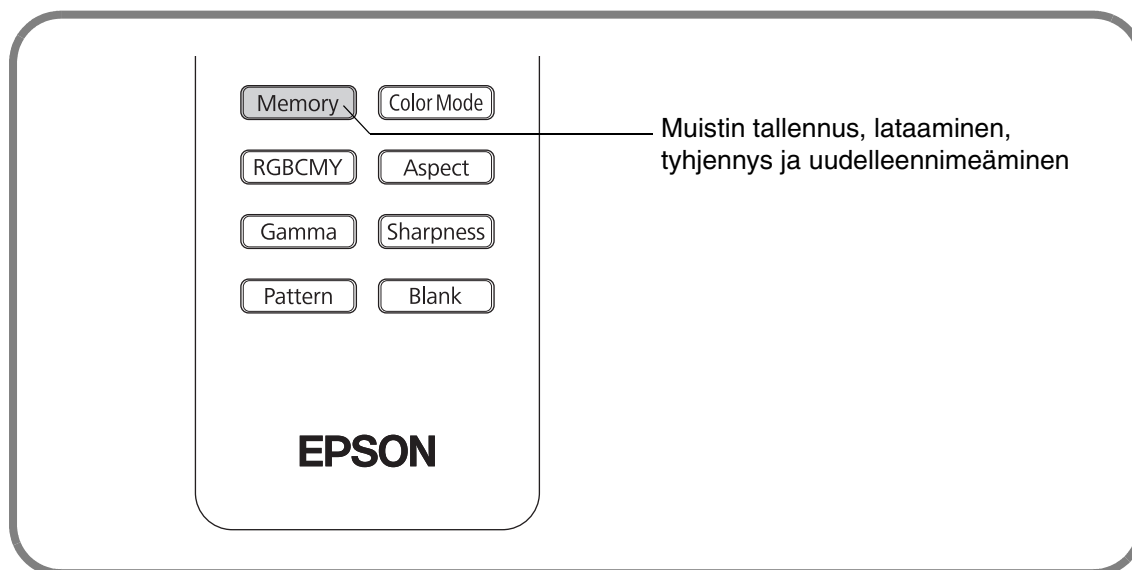 Memory Color Mode
Muistin tallennus, lataaminen,
tyhjennys ja uudelleennimeäminen
RGBCMY Aspect
Gamma Sharpness
Pattern Blank
EPSON